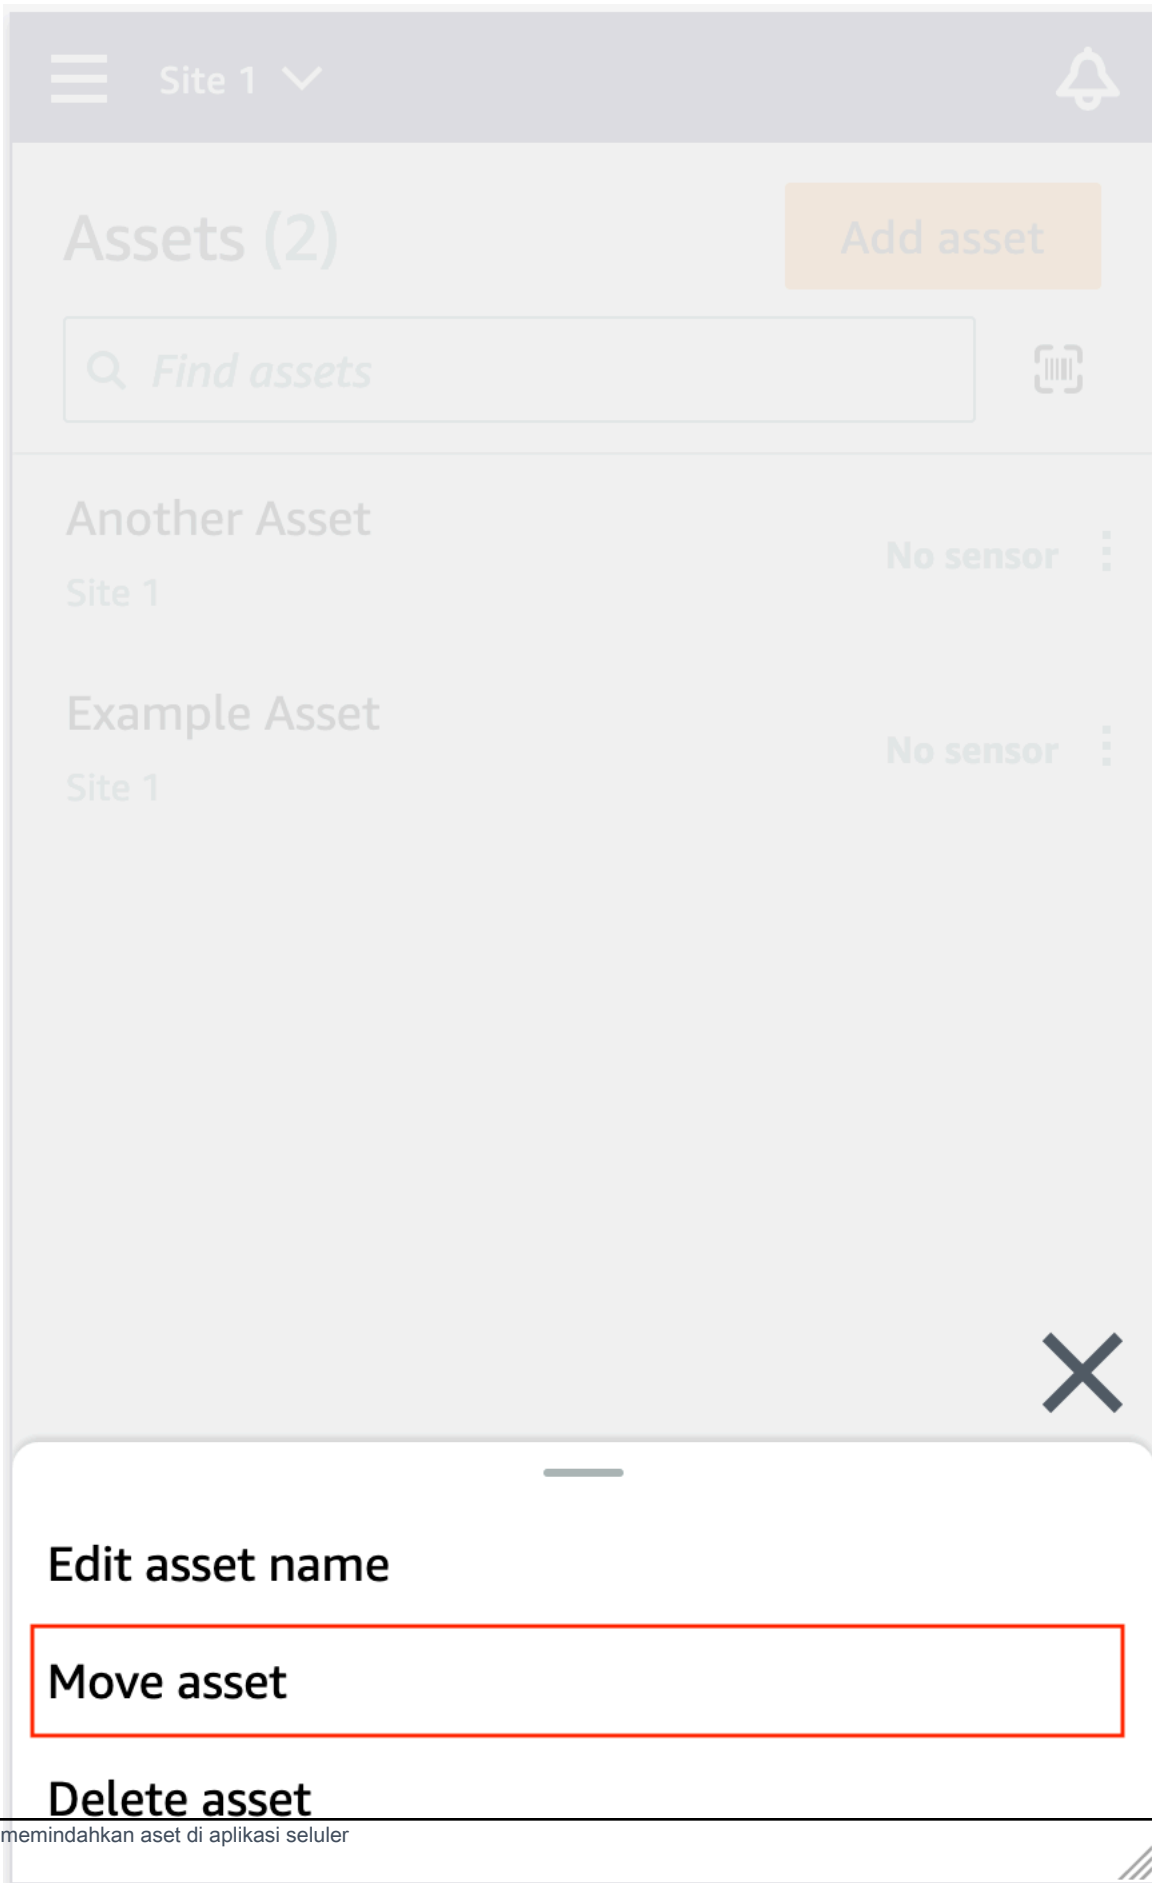 Site 1
Assets (2)
Add asset
Find assets
Another Asset
No sensor
Site 1
Example Asset
No sensor
Site 1
Edit asset name
Move asset
Delete asset
memindahkan aset di aplikasi seluler